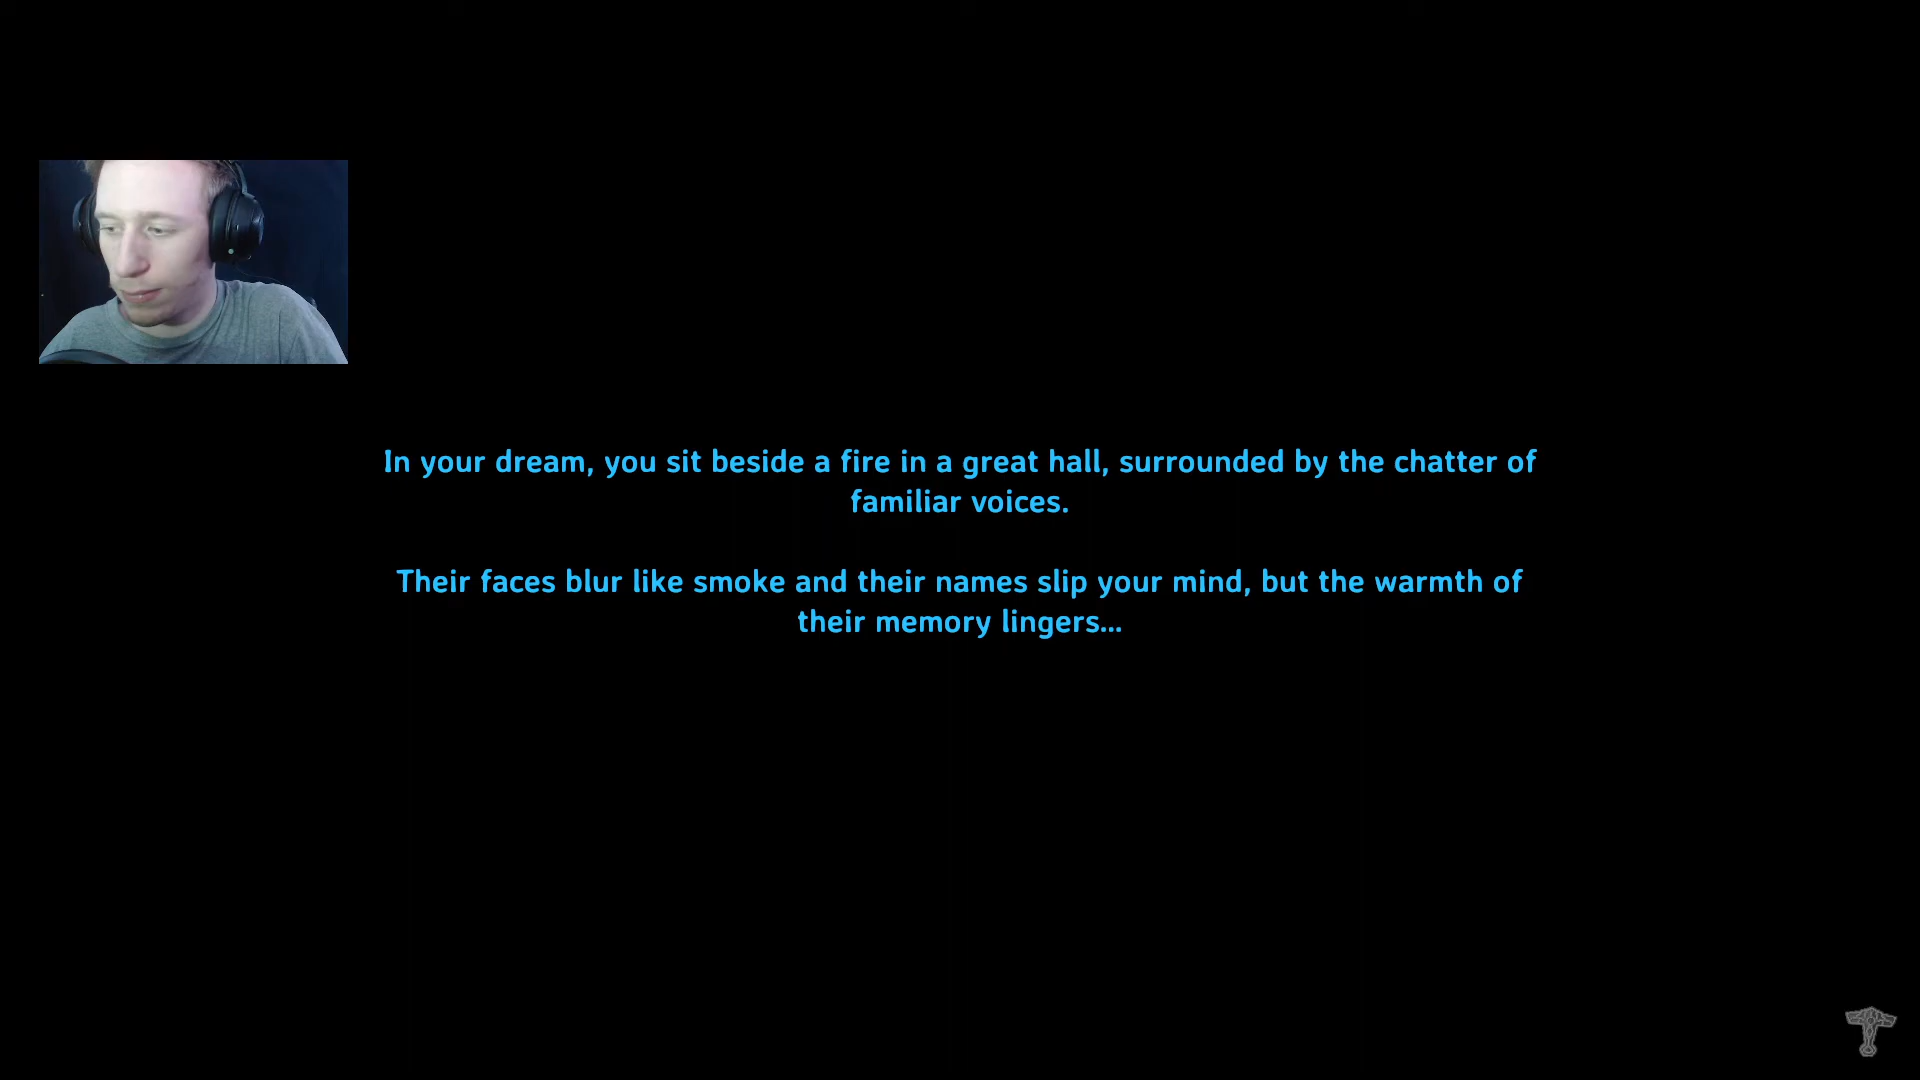 In your dream, you sit beside a fire in a great hall, surrounded by the chatter of
familiar voices.
Their faces blur like smoke and their names slip your mind, but the warmth of
their memory lingers...